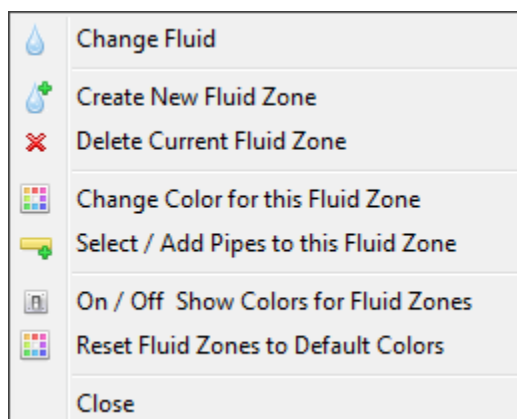 Change Fluid
Create New Fluid Zone
Delete Current Fluid Zone
Change Color for this Fluid Zone
Select / Add Pipes to this Fluid Zone
On / Off  Show Colors for Fluid Zones
Reset Fluid Zones to Default Colors
Close